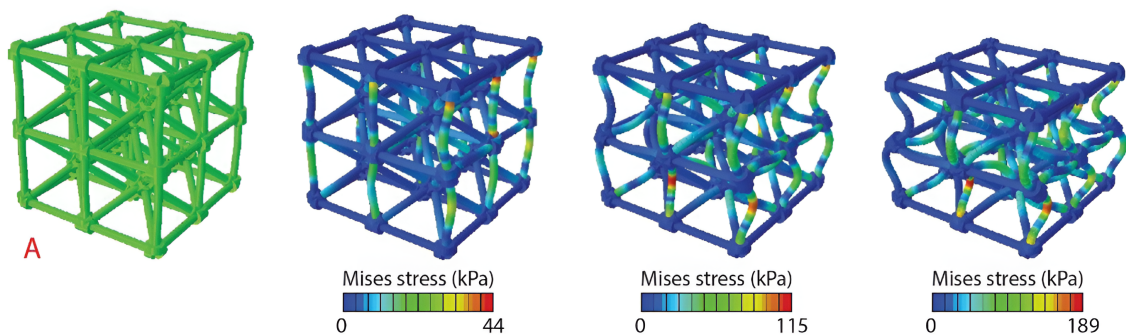 A
Mises stress (kPa)
0 44
Mises stress (kPa)
0 115
Mises stress (kPa)
0 189